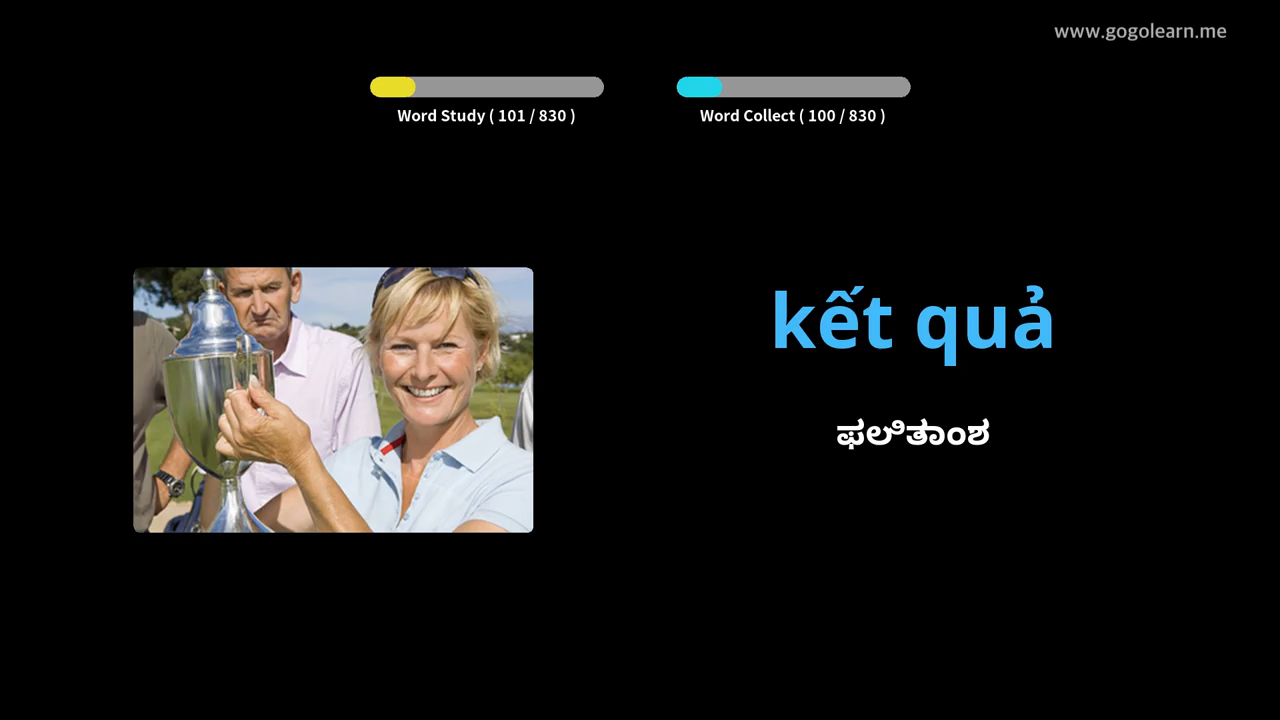 www.gogolearn.me
Word Study ( 101 / 830 )
Word Collect ( 100 / 830 )
kết quả
ಫಲಿತಾಂಶ